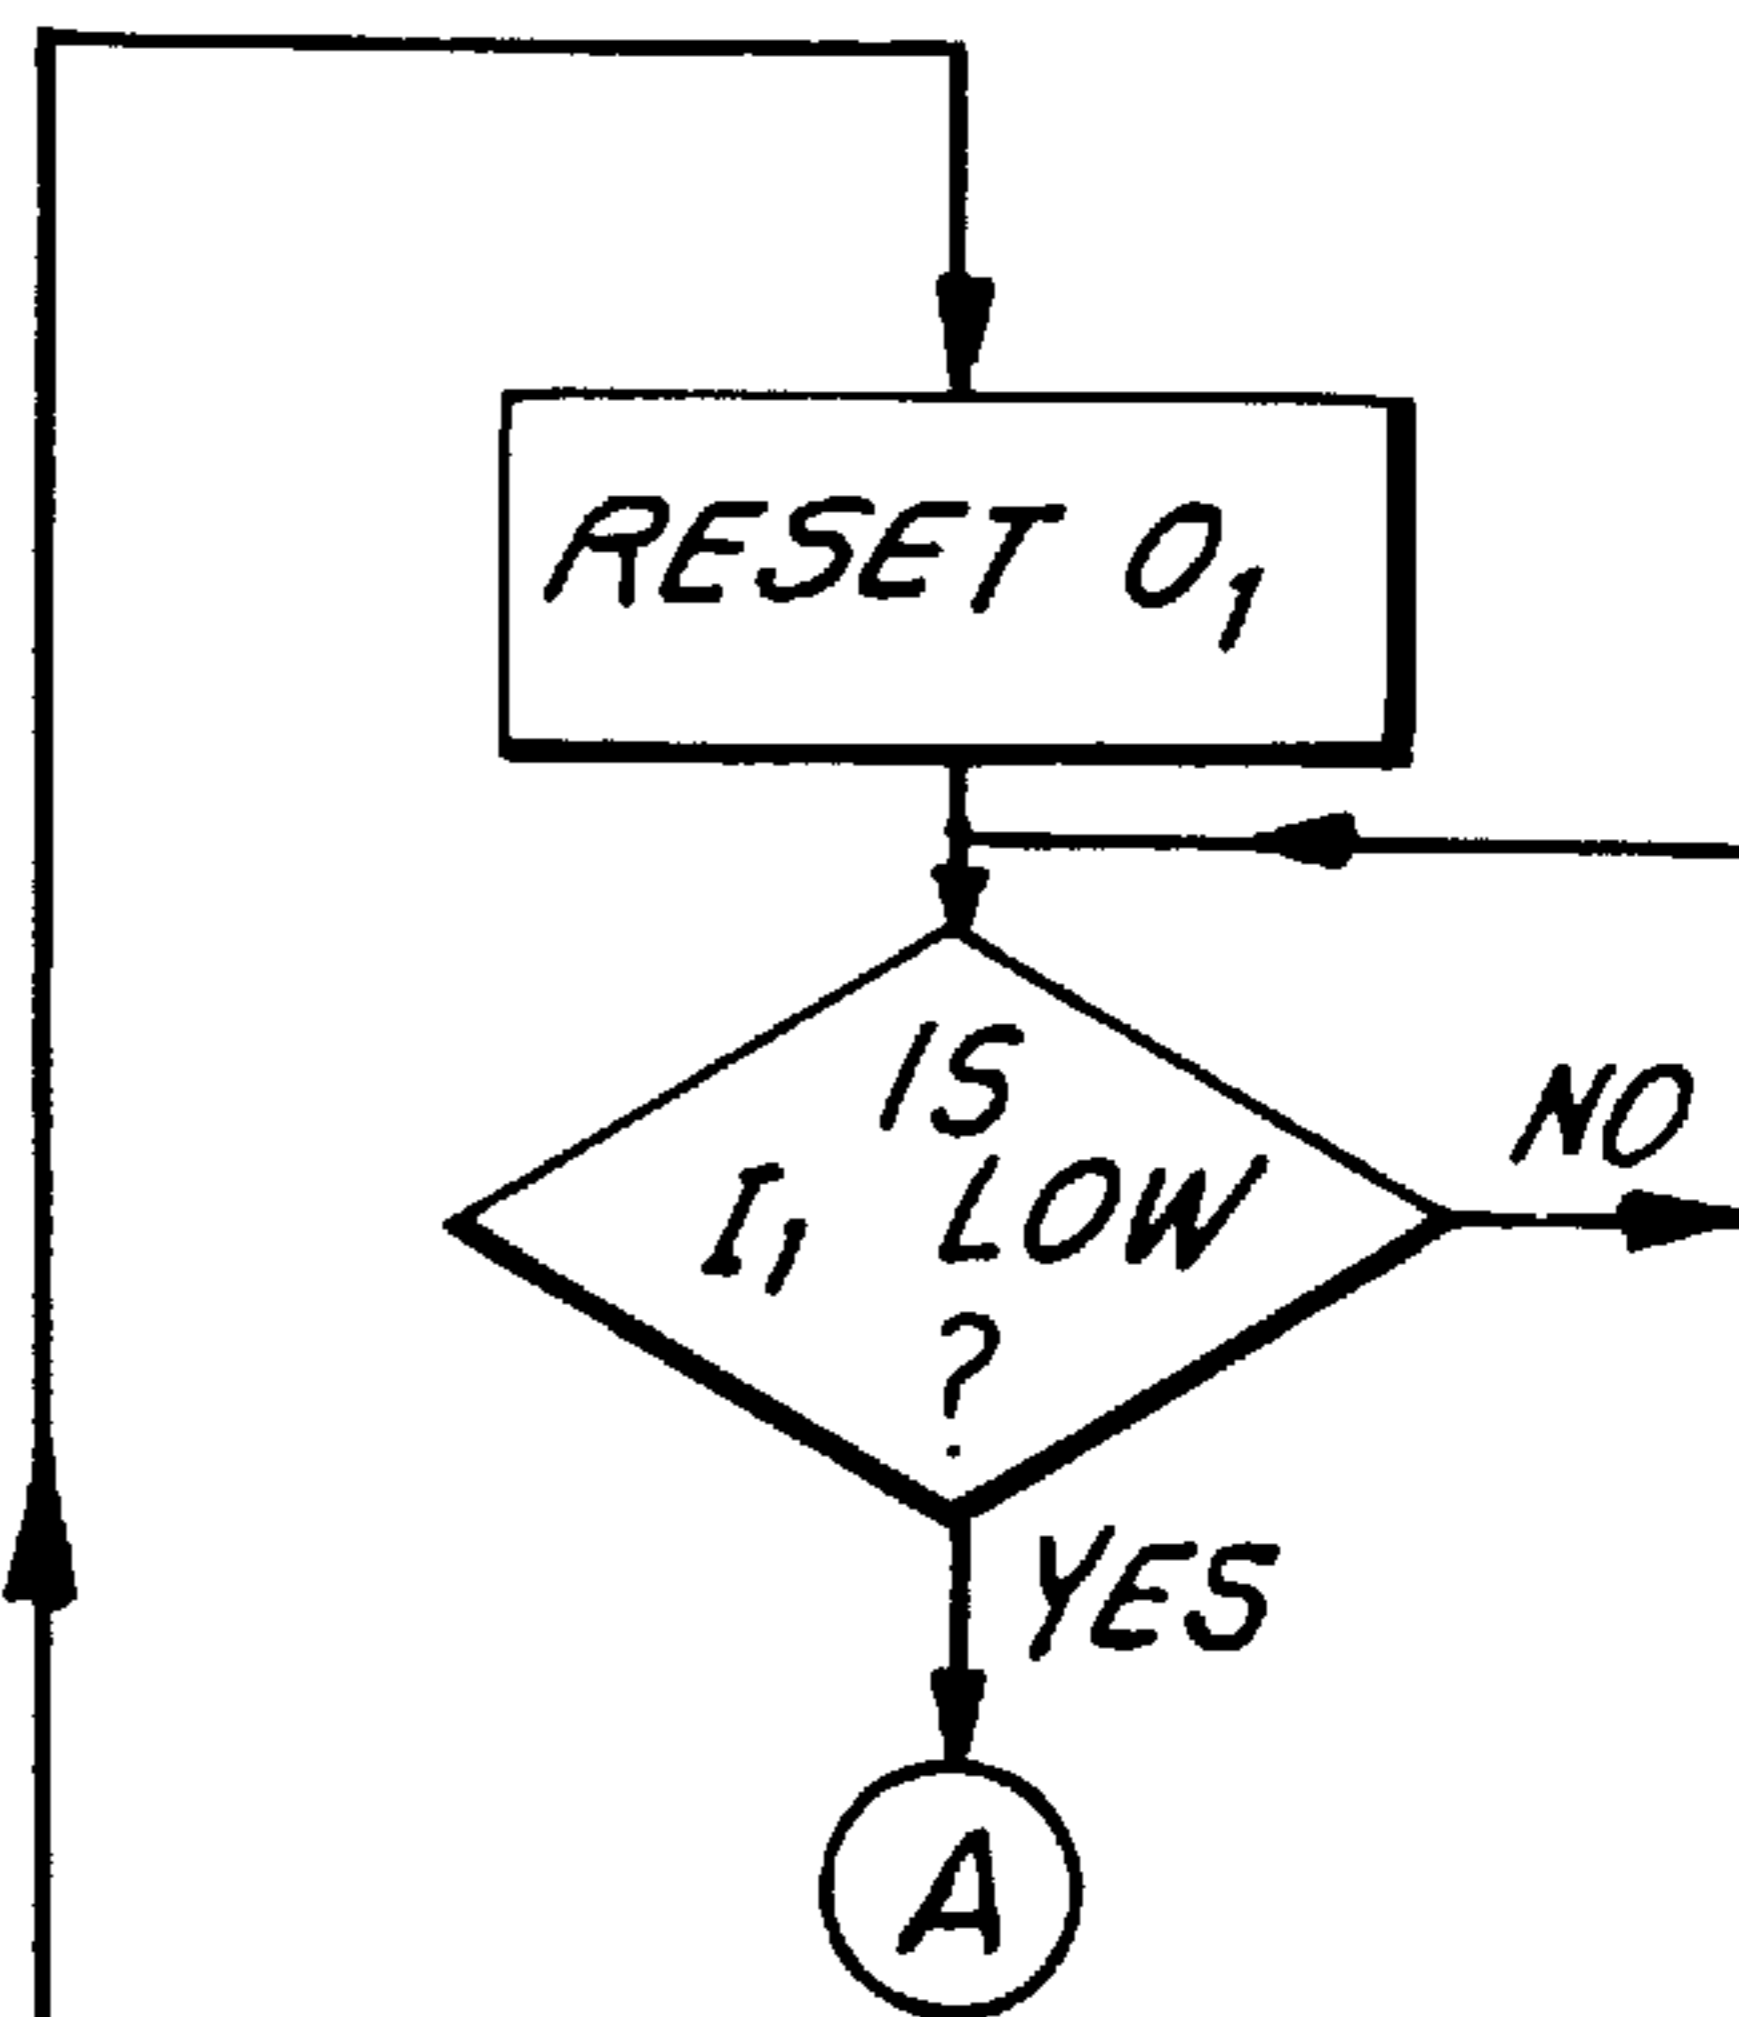 RESET O₁
IS
I₁ LOW
?
NO
YES
A